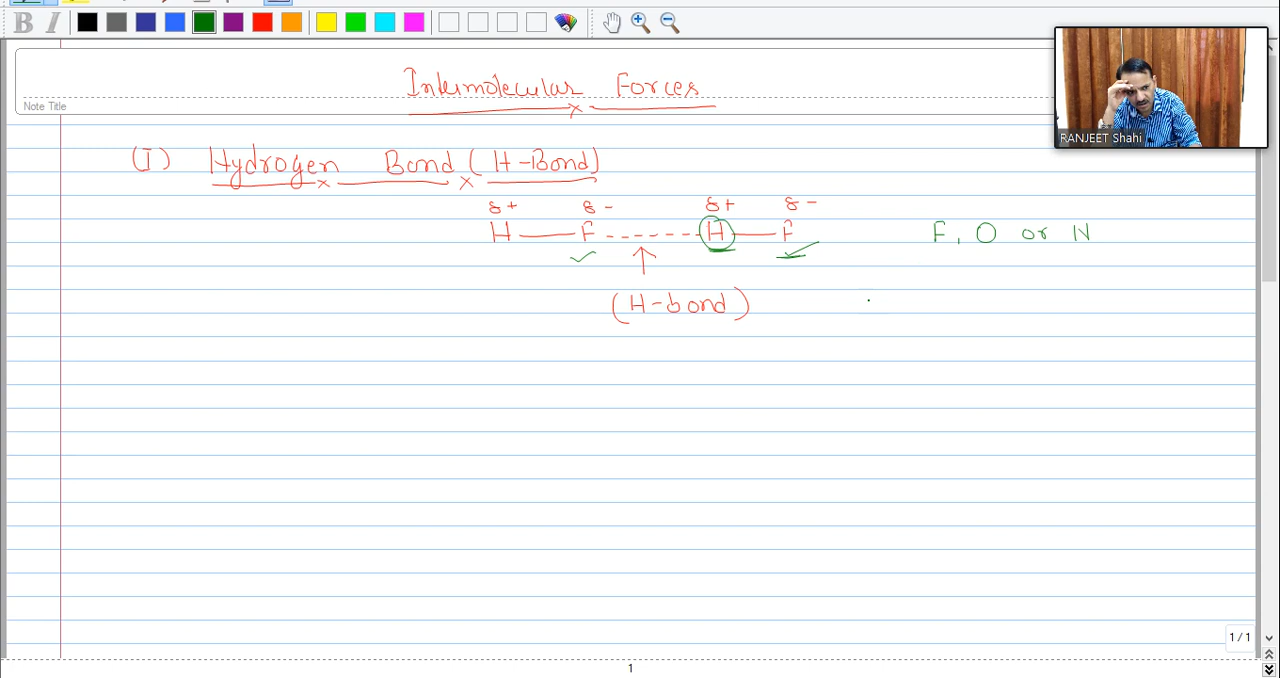 B I
Intermolecular Forces
Note Title
RANJEET Shahi
(I) Hydrogen Bond (H-Bond)
δ+ δ- δ+ δ-
H — F ------ H — F F, O or N
(H-bond)
1 / 1
1